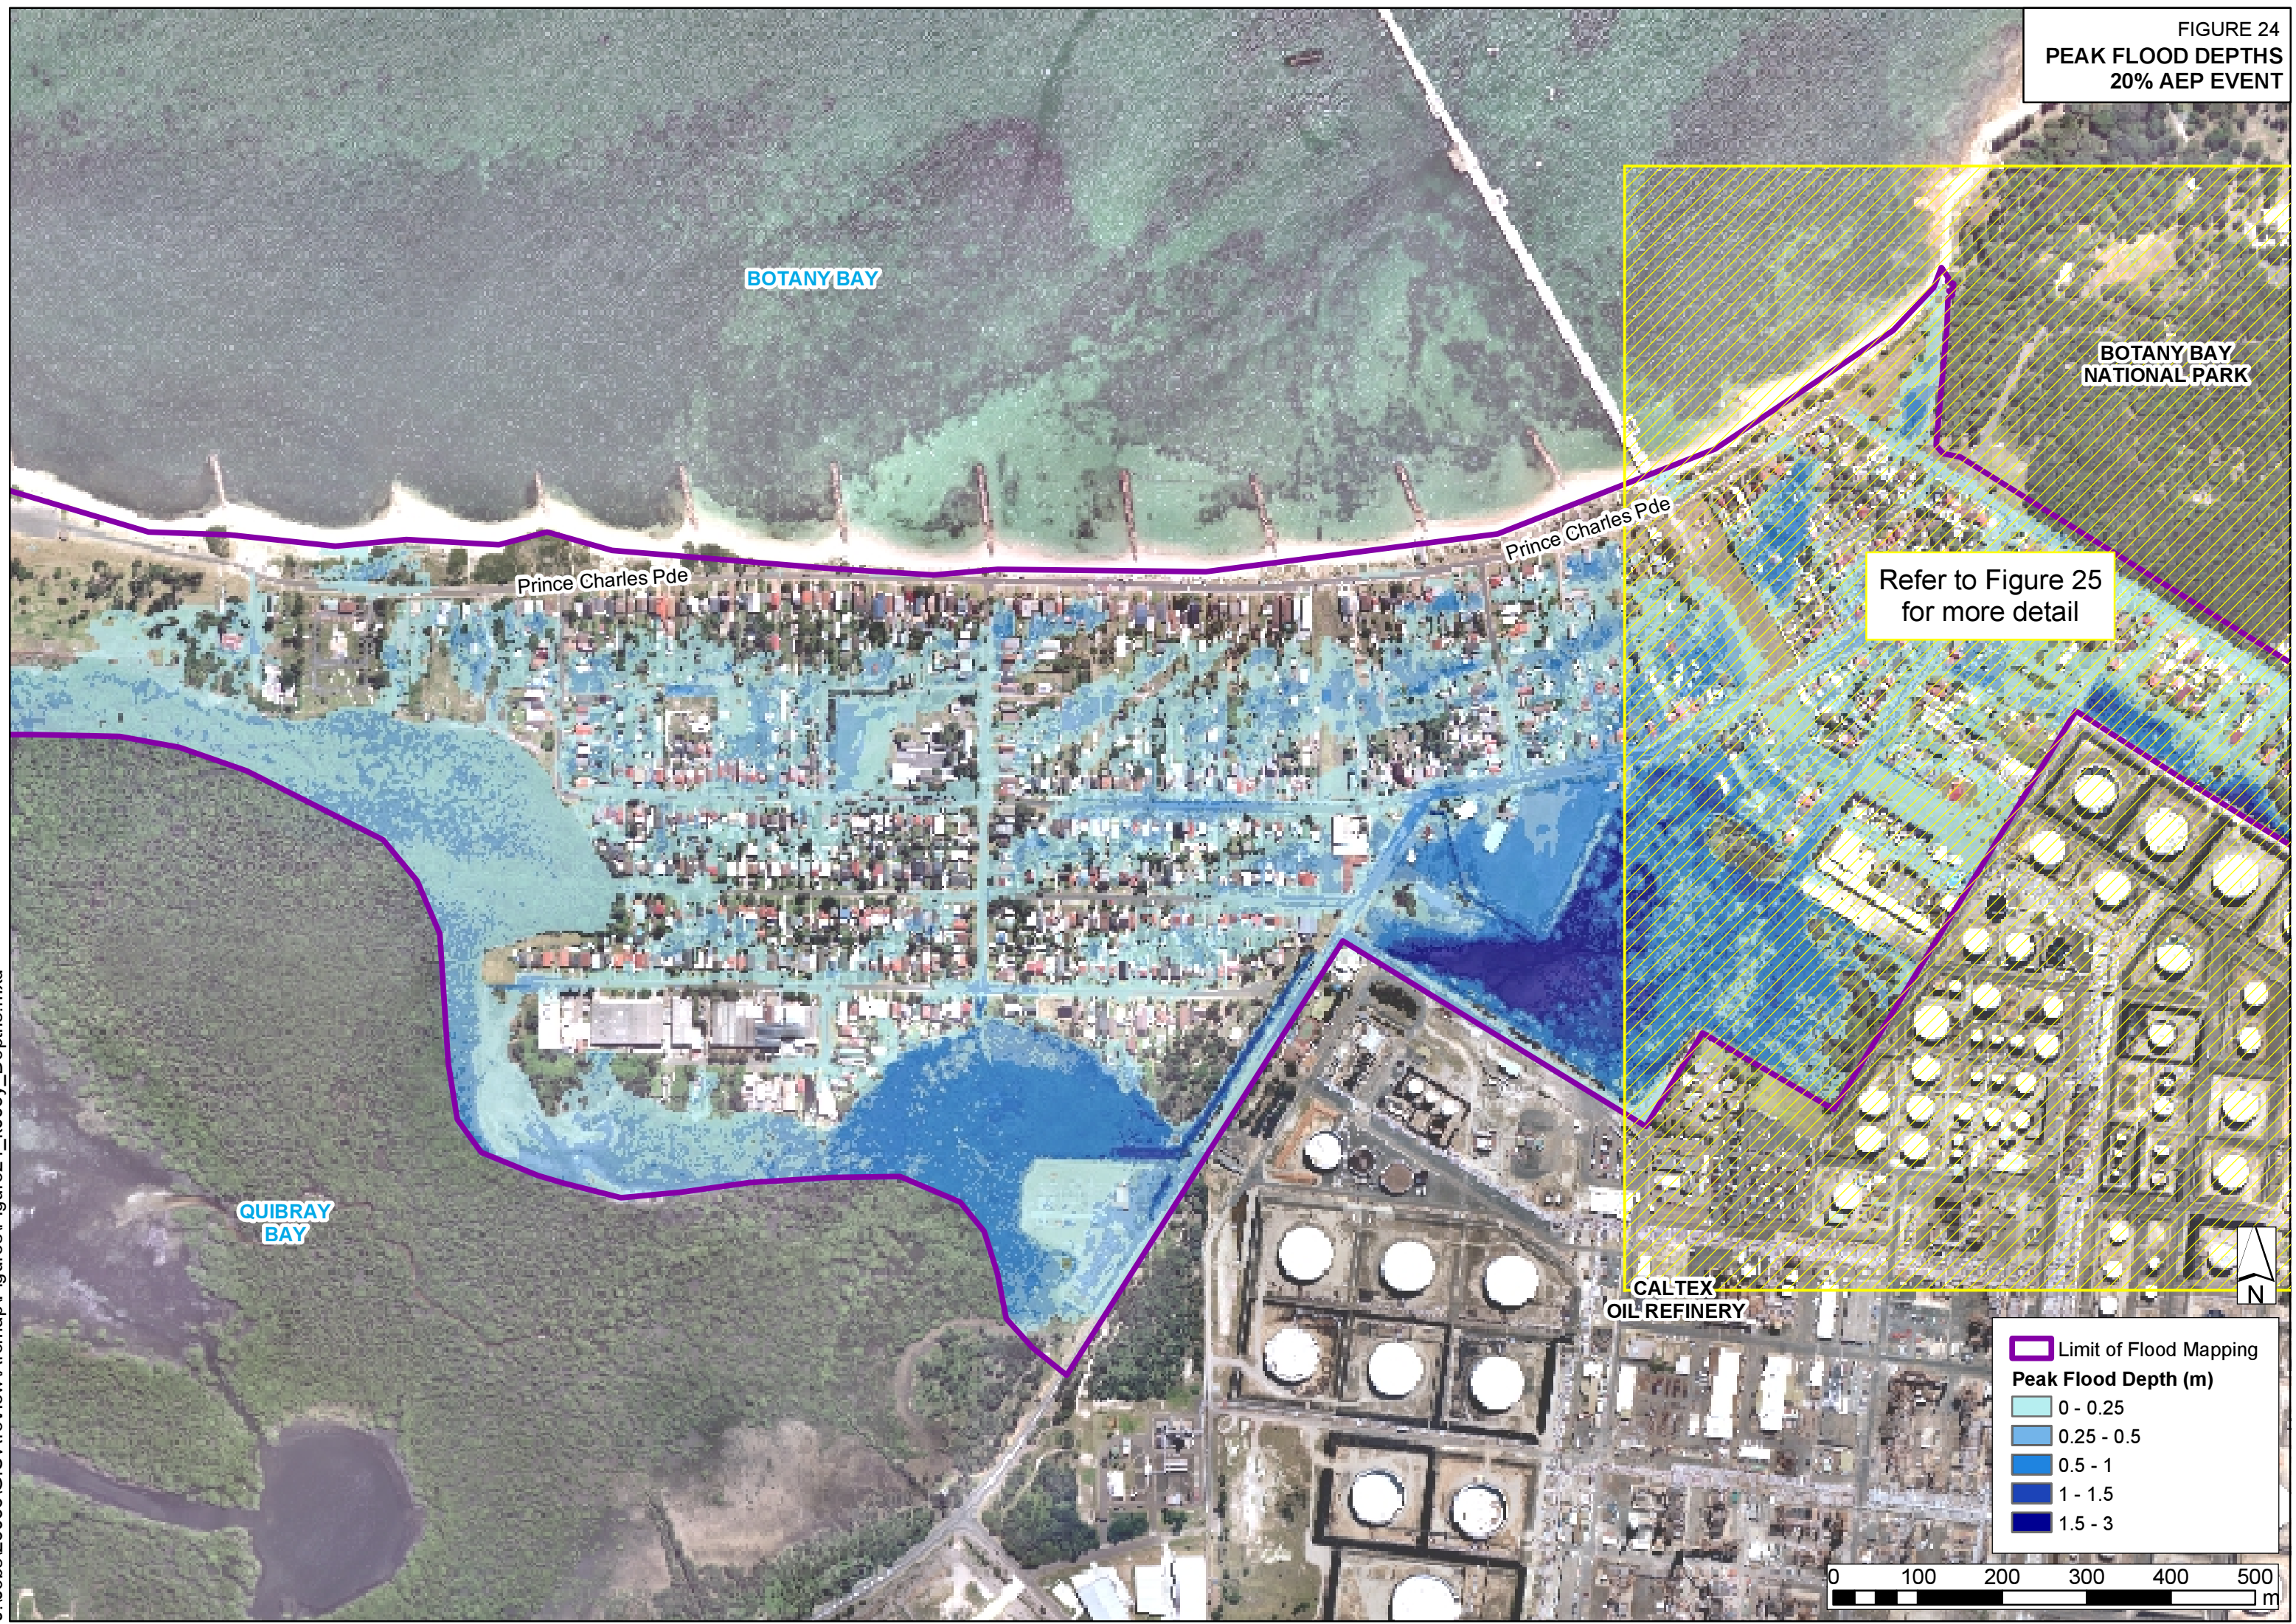 FIGURE 24
PEAK FLOOD DEPTHS
20% AEP EVENT
BOTANY BAY
BOTANY BAY
NATIONAL PARK
Prince Charles Pde
Prince Charles Pde
Refer to Figure 25
for more detail
QUIBRAY
BAY
CALTEX
OIL REFINERY
N
Limit of Flood Mapping
Peak Flood Depth (m)
0 - 0.25
0.25 - 0.5
0.5 - 1
1 - 1.5
1.5 - 3
0 100 200 300 400 500
m